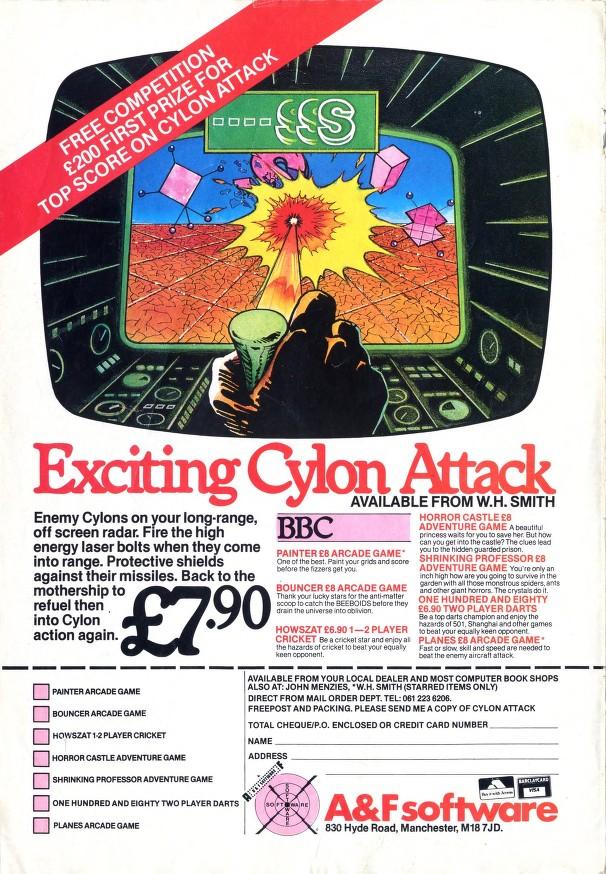 FREE COMPETITION
£200 FIRST PRIZE FOR
TOP SCORE ON CYLON ATTACK
Exciting Cylon Attack
AVAILABLE FROM W.H. SMITH
Enemy Cylons on your long-range,
off screen radar. Fire the high
energy laser bolts when they come
into range. Protective shields
against their missiles. Back to the
mothership to
refuel then
into Cylon
action again.
£7.90
BBC
PAINTER £8 ARCADE GAME*
One of the best. Paint your grids and score
before the fizzers get you.
BOUNCER £8 ARCADE GAME
Thank your lucky stars for the anti-matter
scoop to catch the BEEBOIDS before they
drain the universe into oblivion.
HOWSZAT £6.90 1—2 PLAYER
CRICKET Be a cricket star and enjoy all
the hazards of cricket to beat your equally
keen opponent.
HORROR CASTLE £8
ADVENTURE GAME A beautiful
princess waits for you to save her. But how
can you get into the castle? The clues lead
you to the hidden guarded prison.
SHRINKING PROFESSOR £8
ADVENTURE GAME You're only an
inch high how are you going to survive in the
garden with all those monstrous spiders, ants
and other giant horrors. The crystals do it.
ONE HUNDRED AND EIGHTY
£6.90 TWO PLAYER DARTS
Be a top darts champion and enjoy the
hazards of 501, Shanghai and other games
to beat your equally keen opponent.
PLANES £8 ARCADE GAME*
Fast or slow, skill and speed are needed to
beat the enemy aircraft attack.
PAINTER ARCADE GAME
BOUNCER ARCADE GAME
HOWSZAT 1-2 PLAYER CRICKET
HORROR CASTLE ADVENTURE GAME
SHRINKING PROFESSOR ADVENTURE GAME
ONE HUNDRED AND EIGHTY TWO PLAYER DARTS
PLANES ARCADE GAME
AVAILABLE FROM YOUR LOCAL DEALER AND MOST COMPUTER BOOK SHOPS
ALSO AT: JOHN MENZIES, *W.H. SMITH (STARRED ITEMS ONLY)
DIRECT FROM MAIL ORDER DEPT. TEL: 061 223 6206.
FREEPOST AND PACKING. PLEASE SEND ME A COPY OF CYLON ATTACK
TOTAL CHEQUE/P.O. ENCLOSED OR CREDIT CARD NUMBER
NAME
ADDRESS
SOFTWARE
SOFTWARE
BARCLAYCARD
VISA
A&F software
830 Hyde Road, Manchester, M18 7JD.